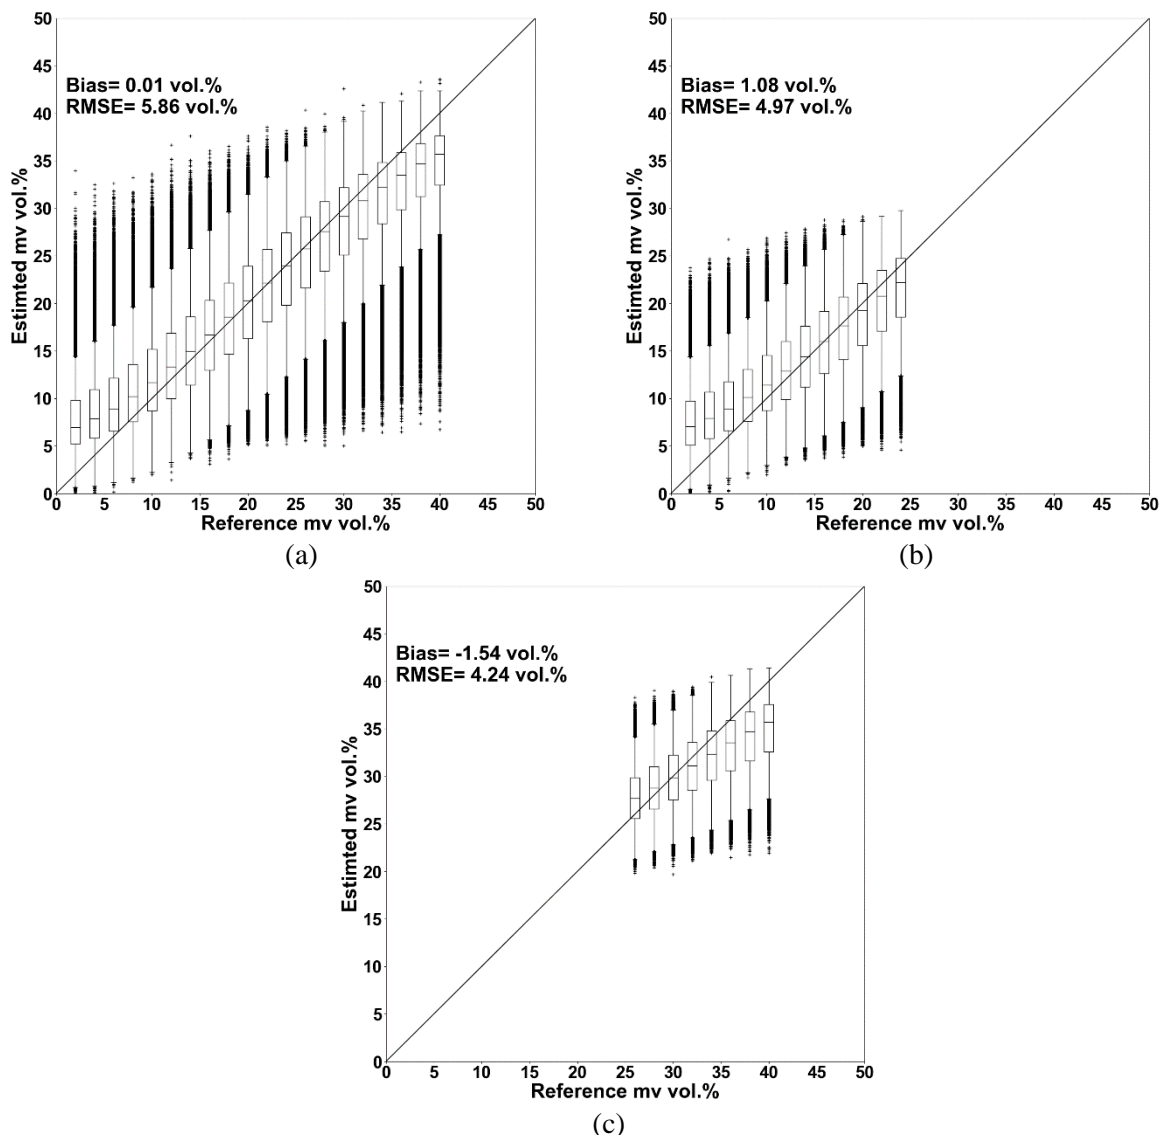 50
45
40
35
30
25
20
15
10
5
0
Estimted mv vol.%
Bias= 0.01 vol.%
RMSE= 5.86 vol.%
0 5 10 15 20 25 30 35 40 45 50
Reference mv vol.%
(a)
50
45
40
35
30
25
20
15
10
5
0
Estimted mv vol.%
Bias= 1.08 vol.%
RMSE= 4.97 vol.%
0 5 10 15 20 25 30 35 40 45 50
Reference mv vol.%
(b)
50
45
40
35
30
25
20
15
10
5
0
Estimted mv vol.%
Bias= -1.54 vol.%
RMSE= 4.24 vol.%
0 5 10 15 20 25 30 35 40 45 50
Reference mv vol.%
(c)